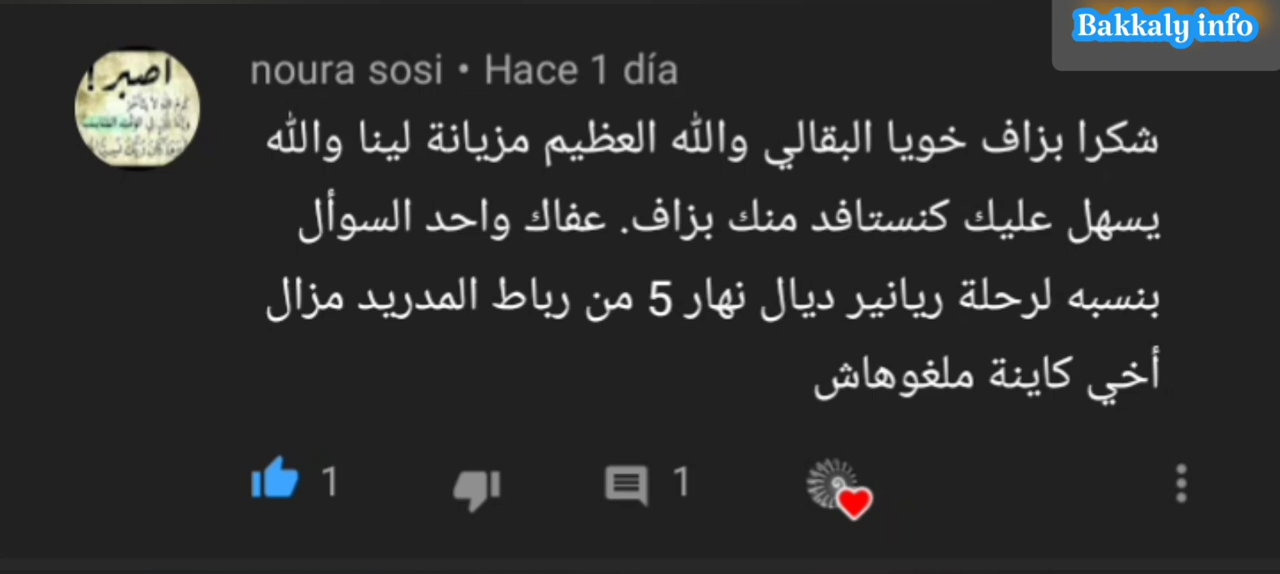 Bakkaly info
noura sosi • Hace 1 día
شكرا بزاف خويا البقالي والله العظيم مزيانة لينا والله
يسهل عليك كنستافد منك بزاف. عفاك واحد السوأل
بنسبه لرحلة ريانير ديال نهار 5 من رباط المدريد مزال
أخي كاينة ملغوهاش
1
1
اصبر!